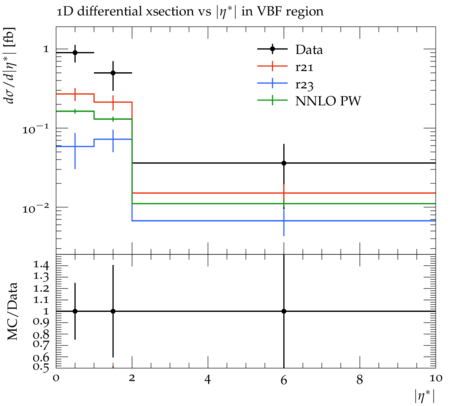 1D differential xsection vs |η*| in VBF region
dσ/d|η*| [fb]
1
10⁻¹
10⁻²
Data
r21
r23
NNLO PW
MC/Data
1.4
1.3
1.2
1.1
1
0.9
0.8
0.7
0.6
0.5
0 2 4 6 8 10
|η*|